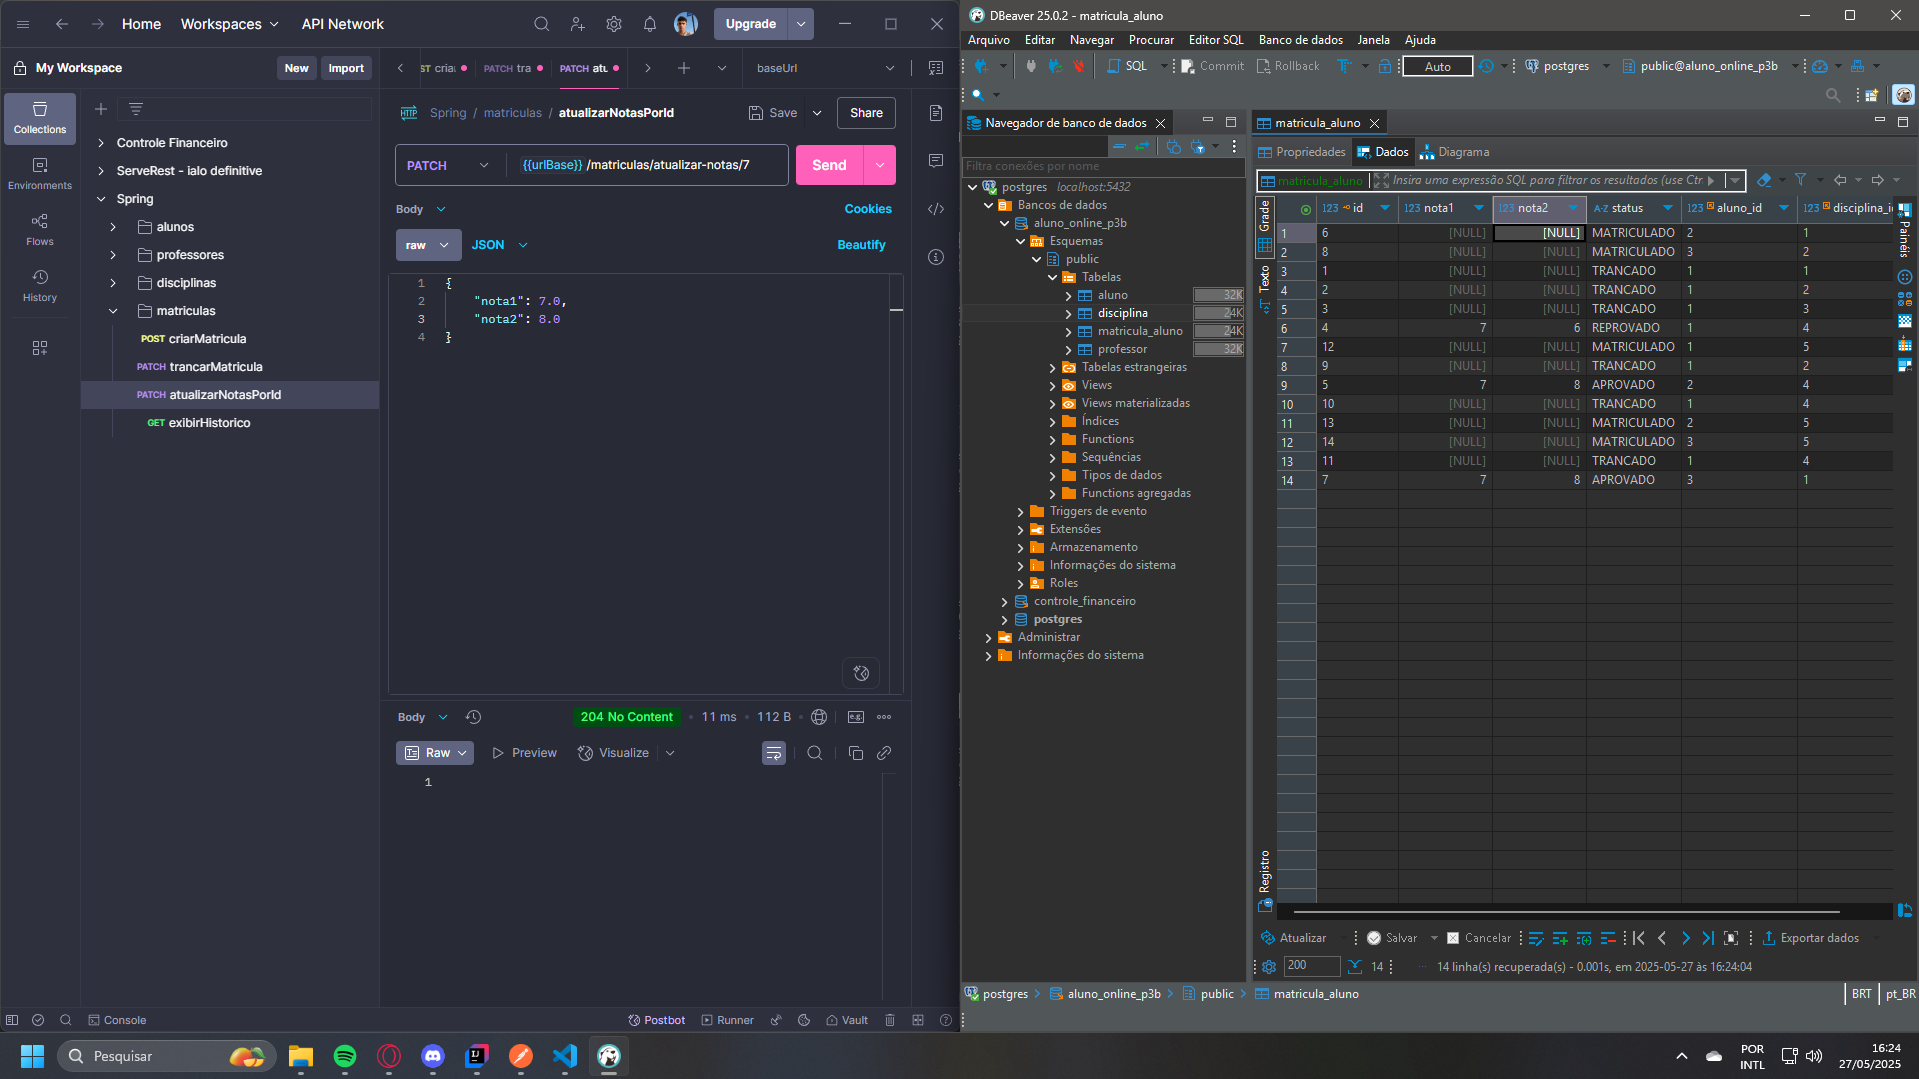 Home
Workspaces
API Network
Upgrade
My Workspace
New
Import
Collections
Environments
Flows
History
Controle Financeiro
ServeRest - ialo definitive
Spring
alunos
professores
disciplinas
matriculas
POST criarMatricula
PATCH trancarMatricula
PATCH atualizarNotasPorId
GET exibirHistorico
ST cria
PATCH tra
PATCH atu
baseUrl
HTTP Spring / matriculas / atualizarNotasPorId
Save
Share
PATCH
{{urlBase}} /matriculas/atualizar-notas/7
Send
Body
Cookies
raw
JSON
Beautify
1 {
2 "nota1": 7.0,
3 "nota2": 8.0
4 }
Body
204 No Content
11 ms
112 B
e.g.
Raw
Preview
Visualize
1
Console
Postbot
Runner
Vault
DBeaver 25.0.2 - matricula_aluno
Arquivo Editar Navegar Procurar Editor SQL Banco de dados Janela Ajuda
SQL
Commit
Rollback
Auto
postgres
public@aluno_online_p3b
Navegador de banco de dados
Filtra conexões por nome
postgres localhost:5432
Bancos de dados
aluno_online_p3b
Esquemas
public
Tabelas
aluno 32K
disciplina 24K
matricula_aluno 24K
professor 32K
Tabelas estrangeiras
Views
Views materializadas
Índices
Functions
Sequências
Tipos de dados
Functions agregadas
Triggers de evento
Extensões
Armazenamento
Informações do sistema
Roles
controle_financeiro
postgres
Administrar
Informações do sistema
matricula_aluno
Propriedades
Dados
Diagrama
matricula_aluno
Insira uma expressão SQL para filtrar os resultados (use Ctr
Grade
Texto
Registro
Painéis
123 id 123 nota1 123 nota2 A-Z status 123 aluno_id 123 disciplina_i
1 6 [NULL] [NULL] MATRICULADO 2 1
2 8 [NULL] [NULL] MATRICULADO 3 2
3 1 [NULL] [NULL] TRANCADO 1 1
4 2 [NULL] [NULL] TRANCADO 1 2
5 3 [NULL] [NULL] TRANCADO 1 3
6 4 7 6 REPROVADO 1 4
7 12 [NULL] [NULL] MATRICULADO 1 5
8 9 [NULL] [NULL] TRANCADO 1 2
9 5 7 8 APROVADO 2 4
10 10 [NULL] [NULL] TRANCADO 1 4
11 13 [NULL] [NULL] MATRICULADO 2 5
12 14 [NULL] [NULL] MATRICULADO 3 5
13 11 [NULL] [NULL] TRANCADO 1 4
14 7 7 8 APROVADO 3 1
Atualizar
Salvar
Cancelar
Exportar dados
200
14
14 linha(s) recuperada(s) - 0.001s, em 2025-05-27 às 16:24:04
postgres
aluno_online_p3b
public
matricula_aluno
BRT
pt_BR
Pesquisar
POR
INTL
16:24
27/05/2025